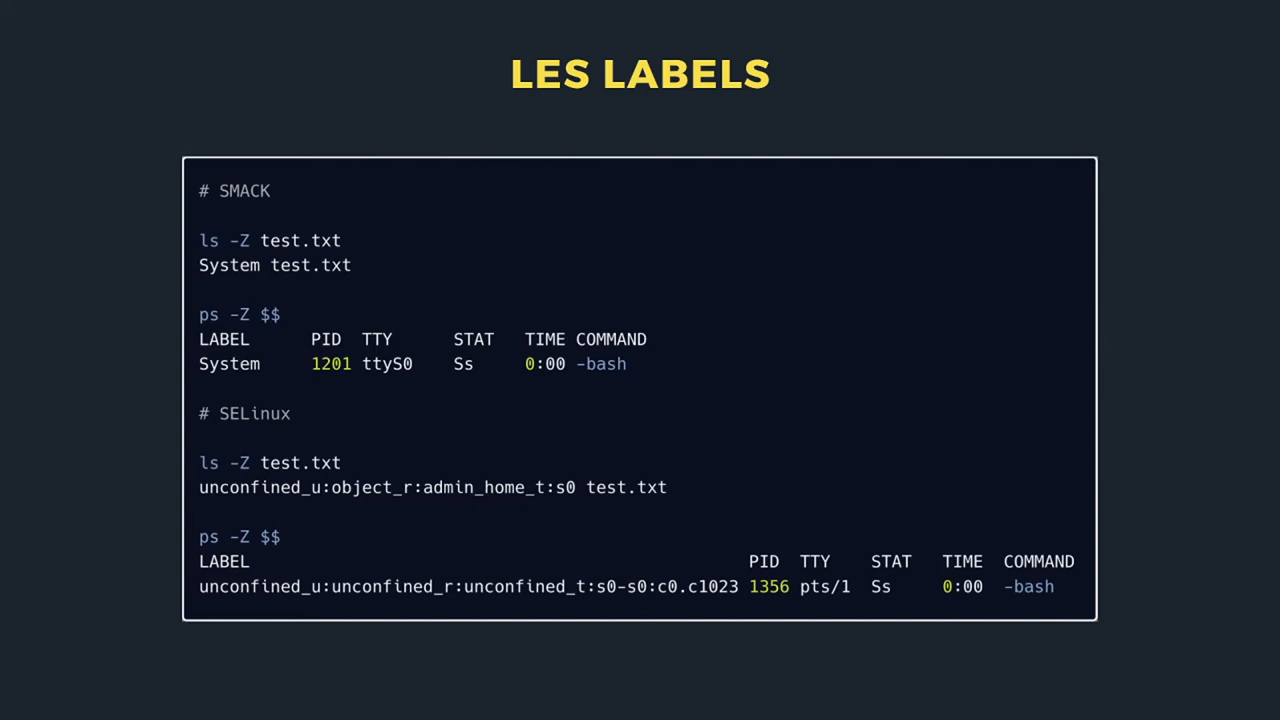 LES LABELS
# SMACK
ls -Z test.txt
System test.txt
ps -Z $$
LABEL PID TTY STAT TIME COMMAND
System 1201 ttyS0 Ss 0:00 -bash
# SELinux
ls -Z test.txt
unconfined_u:object_r:admin_home_t:s0 test.txt
ps -Z $$
LABEL PID TTY STAT TIME COMMAND
unconfined_u:unconfined_r:unconfined_t:s0-s0:c0.c1023 1356 pts/1 Ss 0:00 -bash